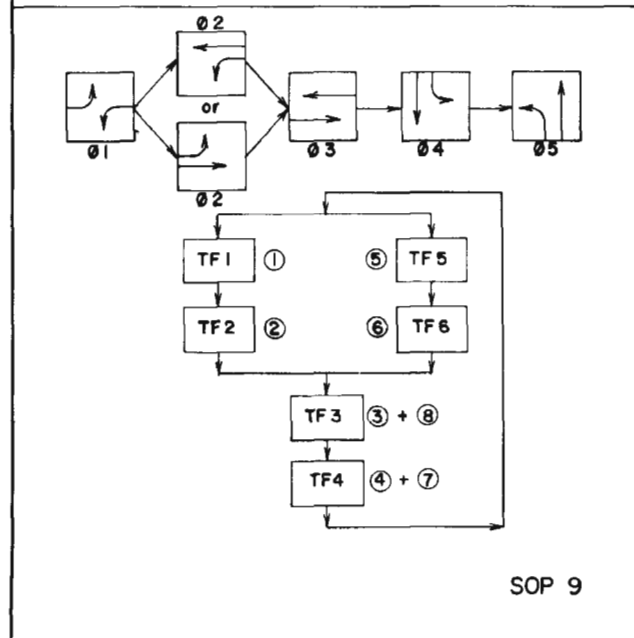 Ø2
or
Ø1 Ø2 Ø3 Ø4 Ø5
TF1 ① ⑤ TF5
TF2 ② ⑥ TF6
TF3 ③ + ⑧
TF4 ④ + ⑦
SOP 9